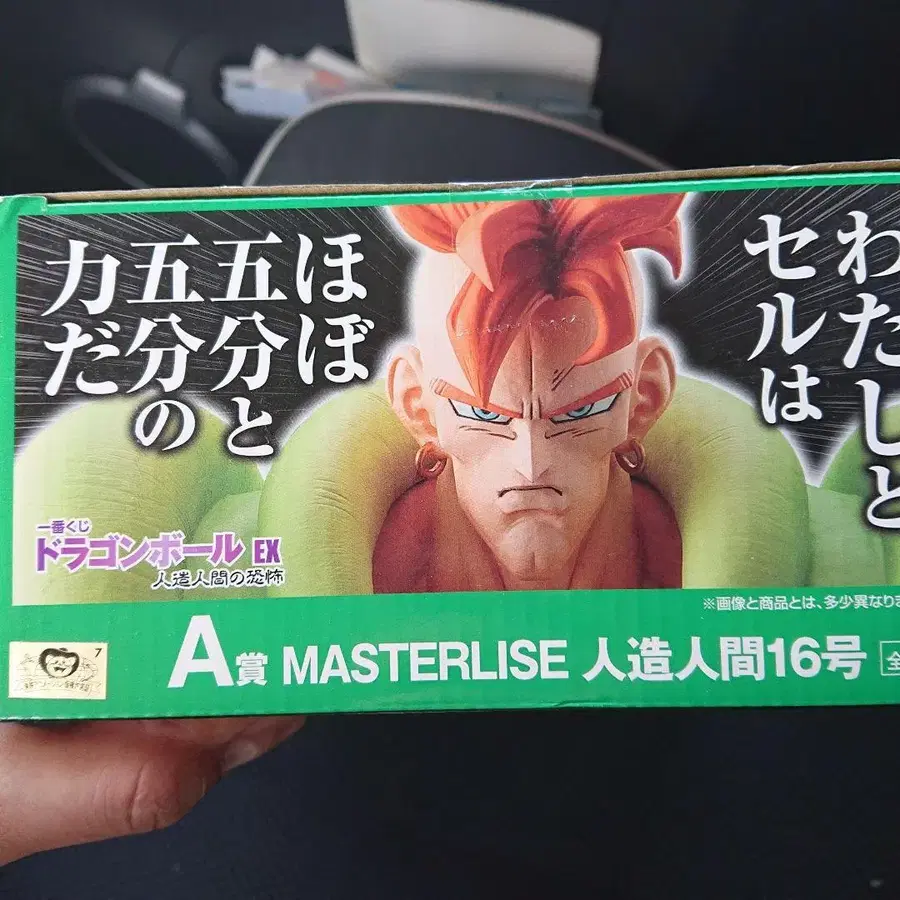 わたしと
セルは
ほぼ
五分と
五分の
力だ
一番くじ
ドラゴンボール EX
人造人間の恐怖
※画像と商品とは、多少異なりま
A賞 MASTERLISE 人造人間16号 全
7